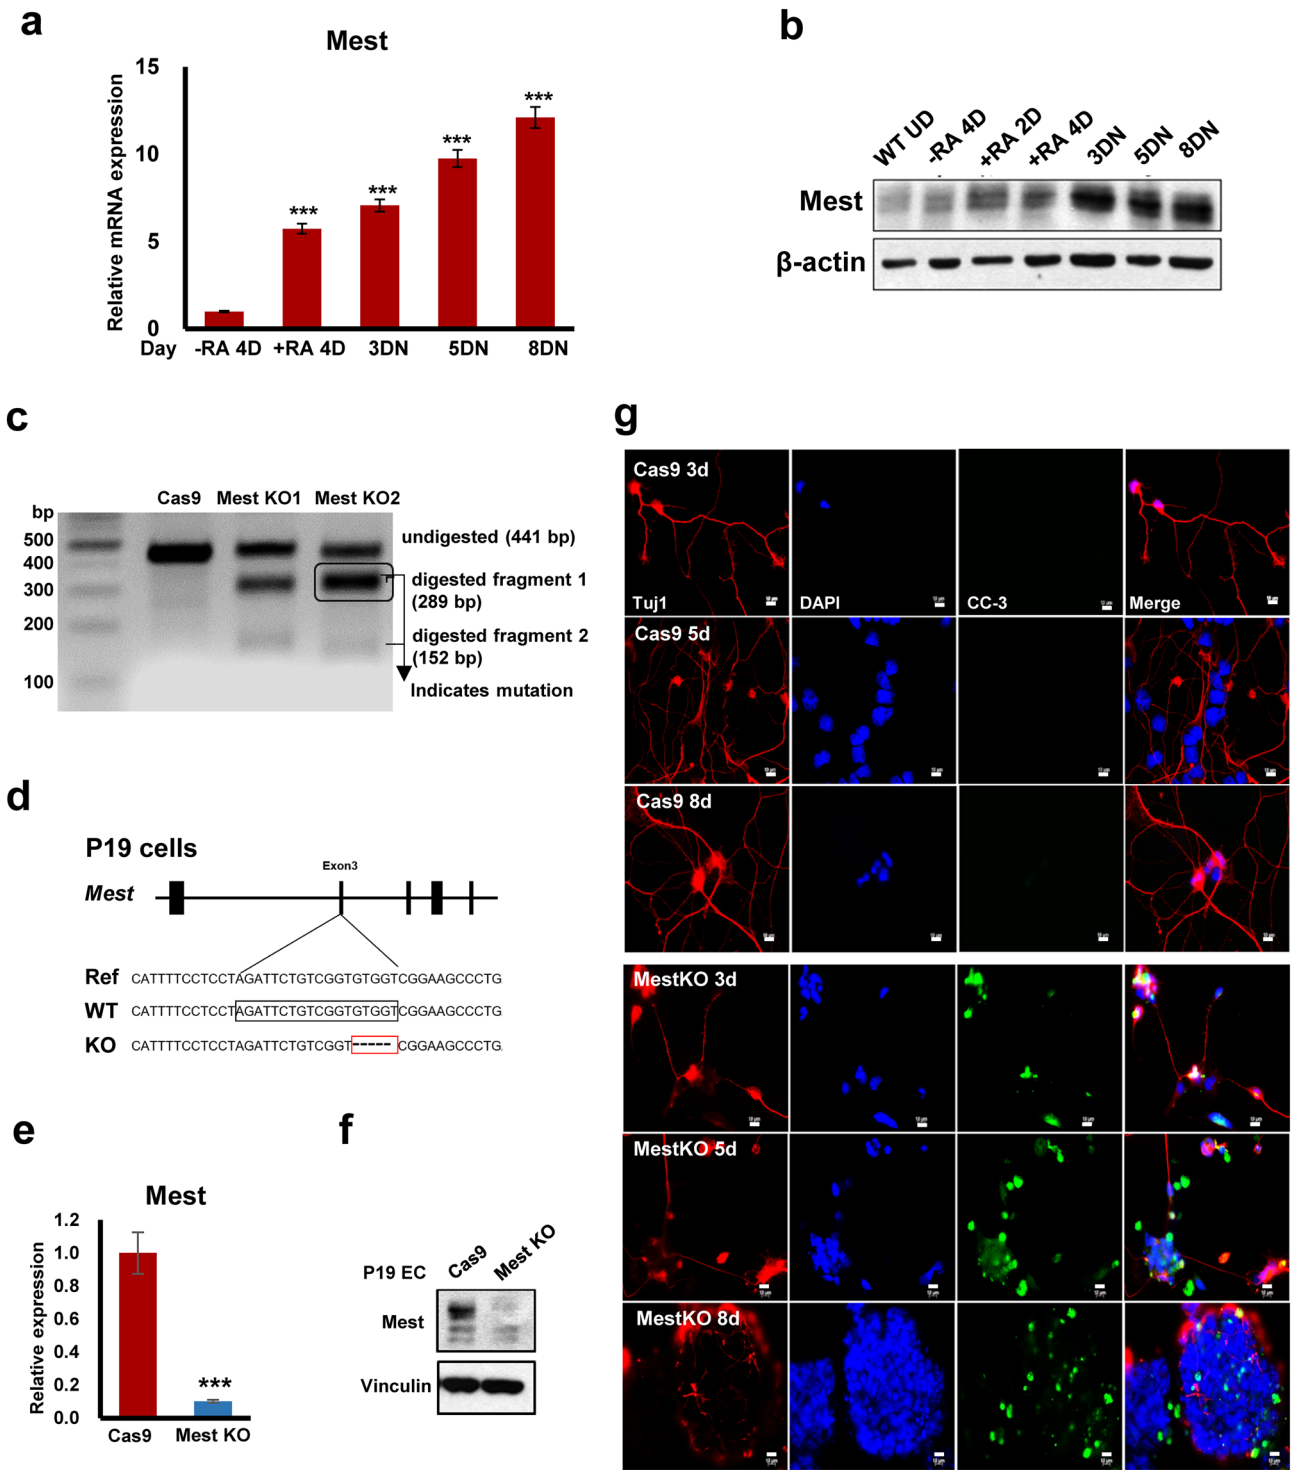 a
Mest
Relative mRNA expression
15
10
5
0
***
***
***
***
Day -RA 4D +RA 4D 3DN 5DN 8DN
b
WT UD -RA 4D +RA 2D +RA 4D 3DN 5DN 8DN
Mest
β-actin
c
Cas9 Mest KO1 Mest KO2
bp
500
400
300
200
100
undigested (441 bp)
digested fragment 1
(289 bp)
digested fragment 2
(152 bp)
Indicates mutation
d
P19 cells
Exon3
Mest
Ref CATTTTCCTCCTAGATTCTGTCGGTGTGGTCGGAAGCCCTG
WT CATTTTCCTCCTAGATTCTGTCGGTGTGGTCGGAAGCCCTG
KO CATTTTCCTCCTAGATTCTGTCGGT-----CGGAAGCCCTG
e
Mest
Relative expression
1.2
1.0
0.8
0.6
0.4
0.2
0.0
***
Cas9 Mest KO
f
P19 EC Cas9 Mest KO
Mest
Vinculin
g
Cas9 3d
Tuj1 DAPI CC-3 Merge
Cas9 5d
Cas9 8d
MestKO 3d
MestKO 5d
MestKO 8d